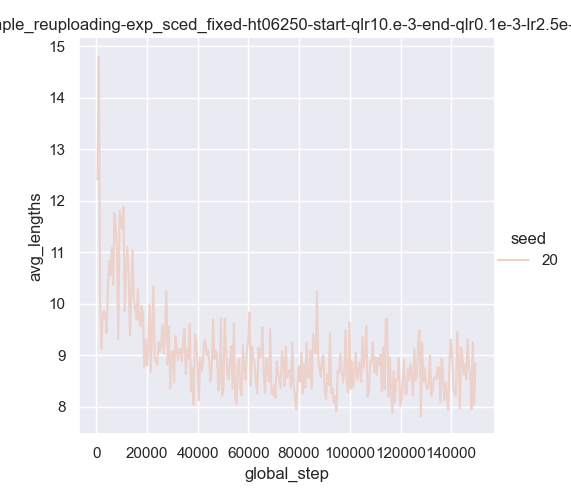 nple_reuploading-exp_sced_fixed-ht06250-start-qlr10.e-3-end-qlr0.1e-3-lr2.5e-
15
14
13
12
11
10
9
8
avg_lengths
0 20000 40000 60000 80000 100000 120000 140000
global_step
seed
20